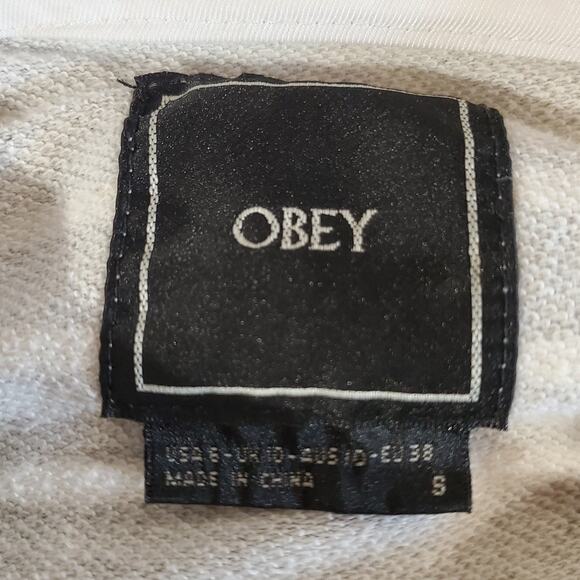 OBEY
USA 6-UK 10-AUS 10-EU 38
MADE IN CHINA S